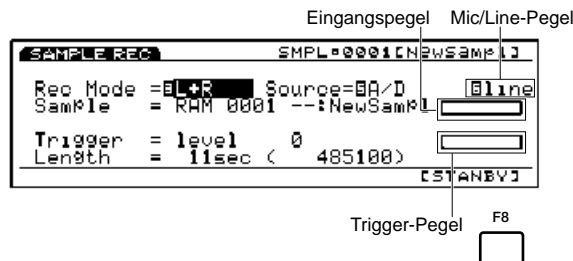 Eingangspegel Mic/Line-Pegel
SAMPLE REC SMPL=0001[NewSampl]
Rec Mode =L+R Source=A/D line
Sample = RAM 0001 --:NewSampl
Trigger = level 0
Length = 11sec ( 485100)
[STANDBY]
Trigger-Pegel F8